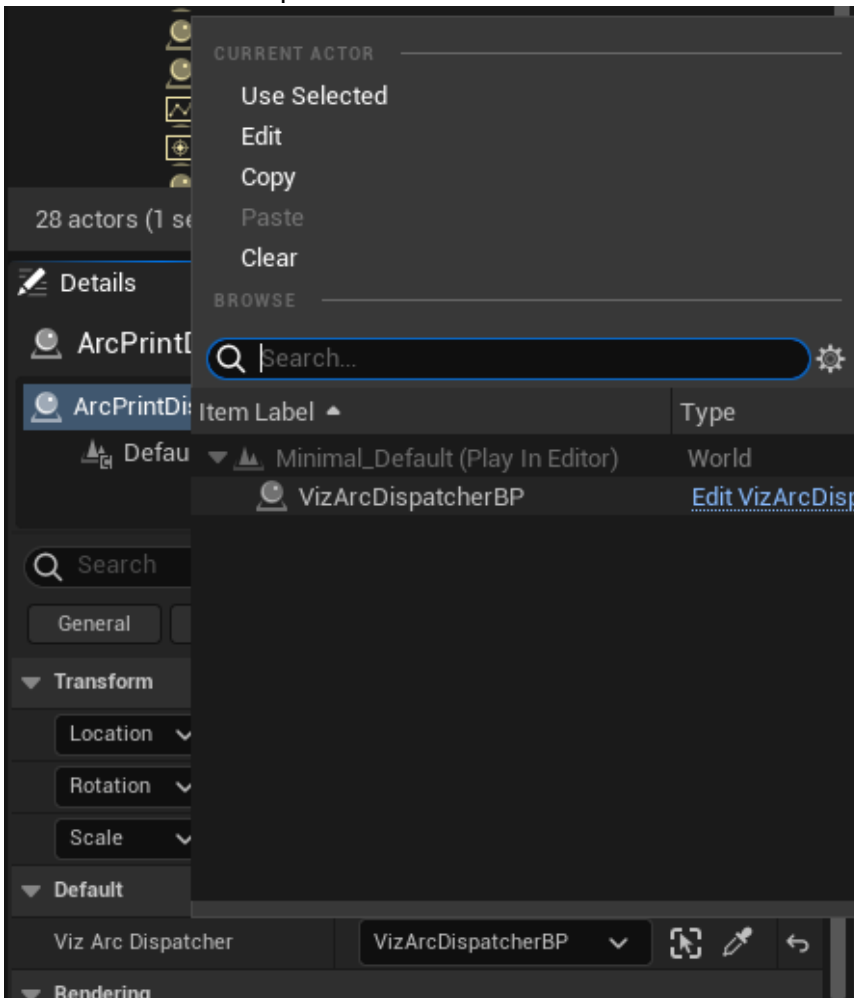 CURRENT ACTOR
Use Selected
Edit
Copy
Paste
Clear
BROWSE
Search...
Item Label
Type
Minimal_Default (Play In Editor)
World
VizArcDispatcherBP
Edit VizArcDisp
28 actors (1 se
Details
ArcPrintD
ArcPrintDis
Defau
Search
General
Transform
Location
Rotation
Scale
Default
Viz Arc Dispatcher
VizArcDispatcherBP
Rendering